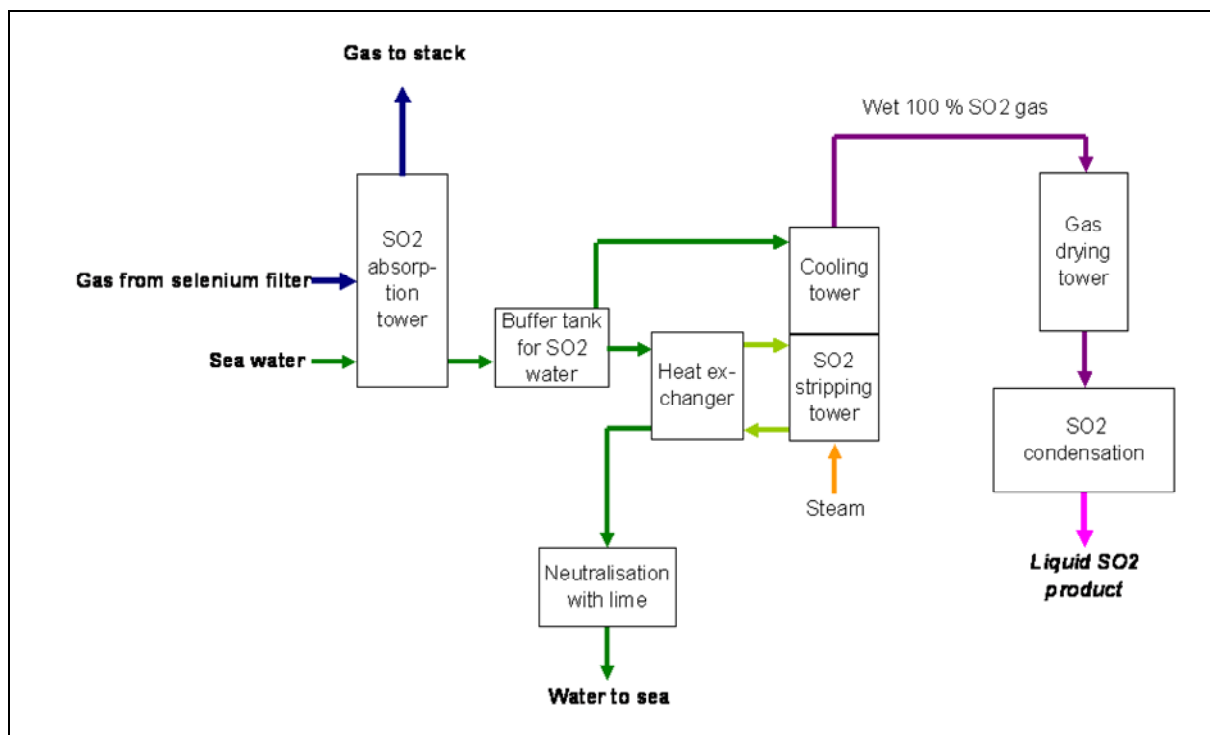 Gas to stack
Wet 100 % SO2 gas
SO2
absorp-
tion
tower
Gas
drying
tower
Gas from selenium filter
Cooling
tower
Buffer tank
for SO2
water
Sea water
Heat ex-
changer
SO2
stripping
tower
SO2
condensation
Steam
Liquid SO2
product
Neutralisation
with lime
Water to sea